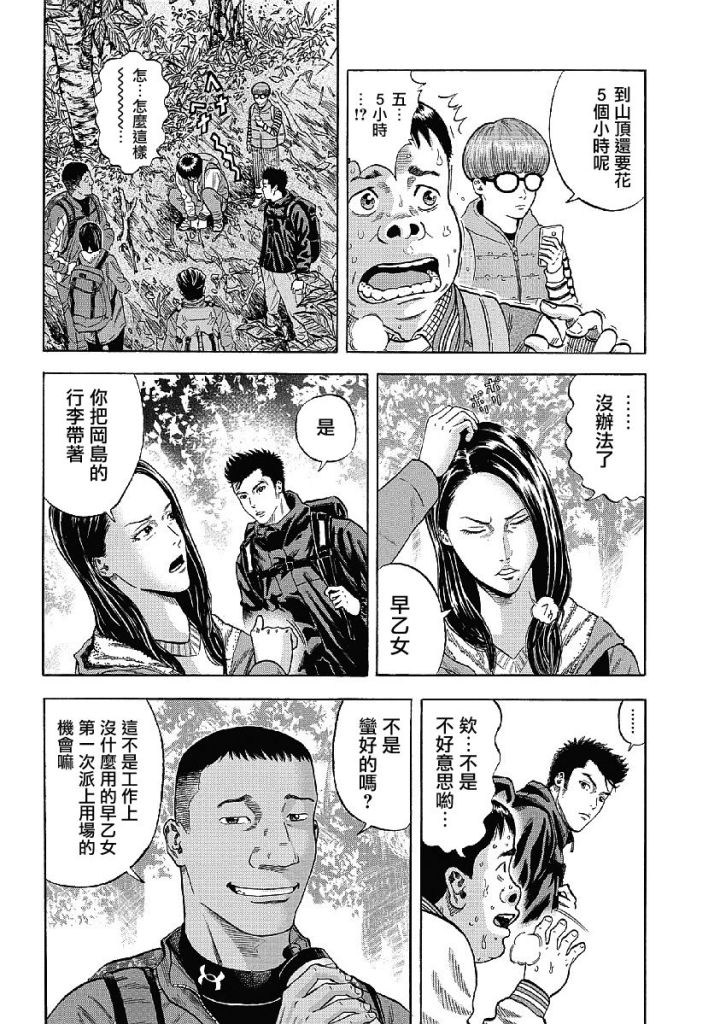 到山頂還要花
5個小時呢
五…
5小時
…!?
怎…怎麼這樣
……
沒辦法了
早乙女
是
你把岡島的
行李帶著
……
欸…不是
不好意思喲…
不是
蠻好的嗎?
這不是工作上
沒什麼用的早乙女
第一次派上用場的
機會嘛